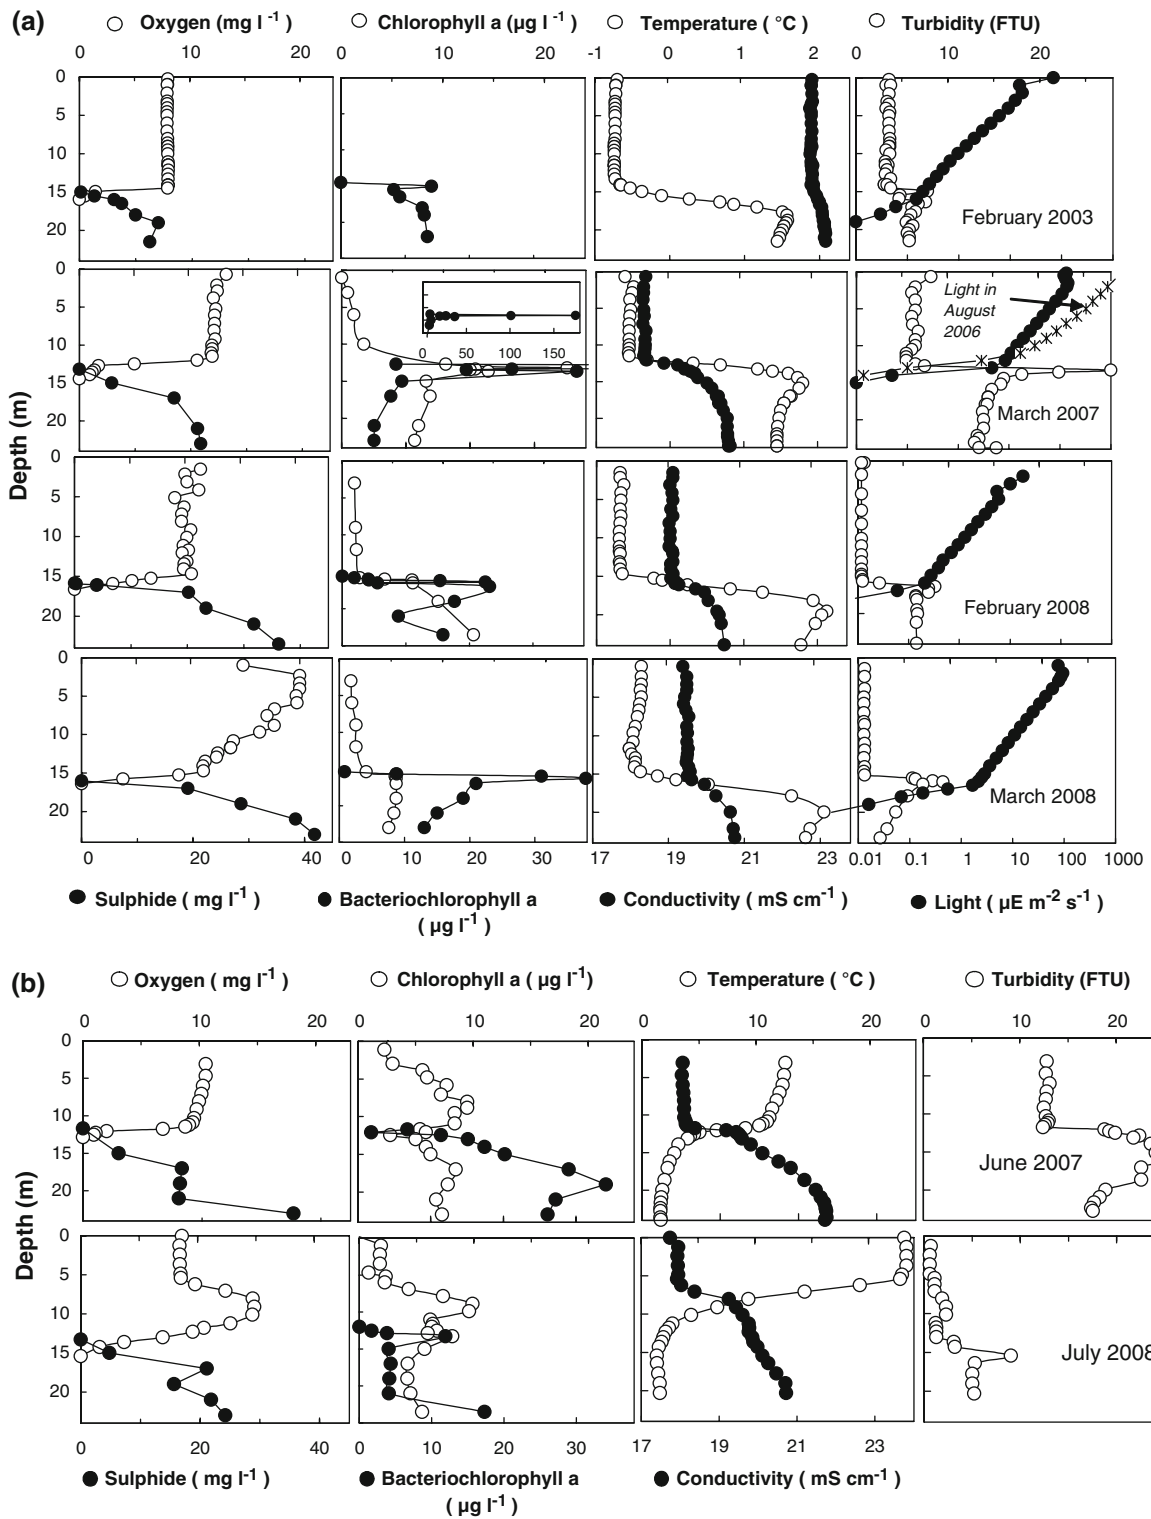 (a)
Oxygen (mg l-1) Chlorophyll a (µg l-1) Temperature ( °C) Turbidity (FTU)
0 10 20 0 10 20 -1 0 1 2 0 10 20
0
5
10
15
20
February 2003
0
5
10
15
20
0 50 100 150
Light in
August
2006
March 2007
0
5
10
15
20
February 2008
0
5
10
15
20
March 2008
Depth (m)
0 20 40 0 10 20 30 17 19 21 23 0.01 0.1 1 10 100 1000
Sulphide ( mg l-1) Bacteriochlorophyll a ( µg l-1) Conductivity ( mS cm-1) Light ( µE m-2 s-1)
(b)
Oxygen ( mg l-1) Chlorophyll a ( µg l-1) Temperature ( °C) Turbidity (FTU)
0 10 20 0 10 20 0 10 20 0 10 20
0
5
10
15
20
June 2007
0
5
10
15
20
July 2008
Depth (m)
0 20 40 0 10 20 30 17 19 21 23
Sulphide ( mg l-1) Bacteriochlorophyll a ( µg l-1) Conductivity ( mS cm-1)